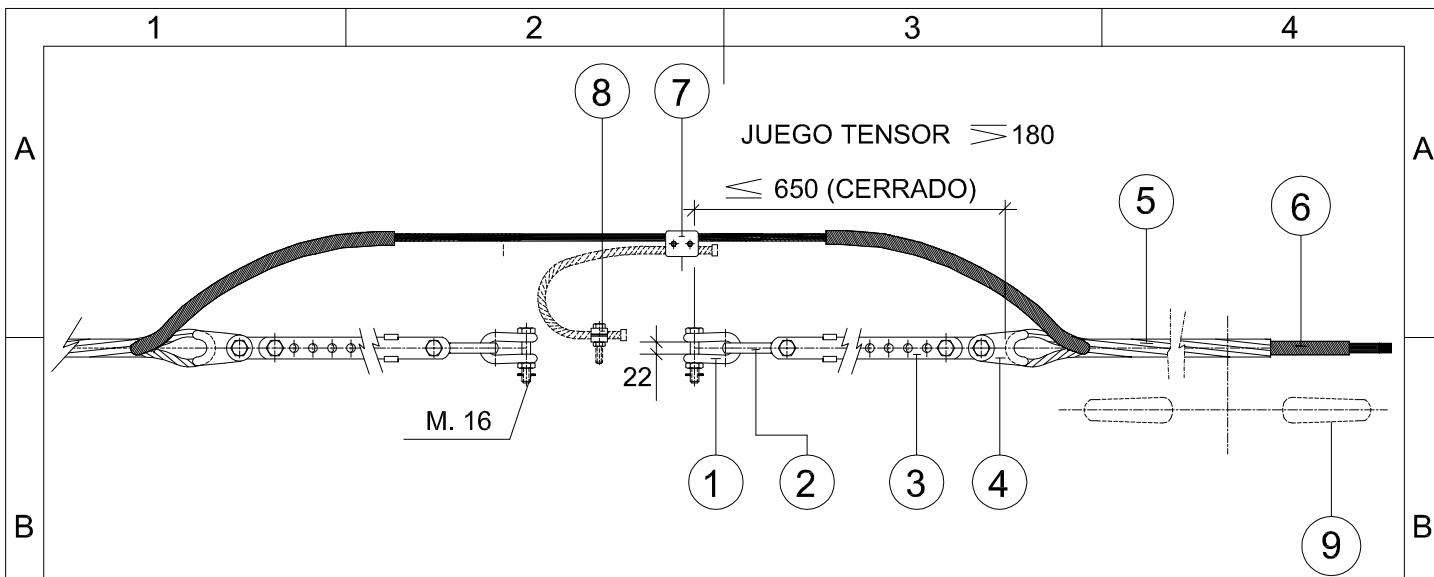 1 2 3 4
8 7
A JUEGO TENSOR ≥ 180 A
≤ 650 (CERRADO)
5 6
22
M. 16
1 2 3 4
B 9 B